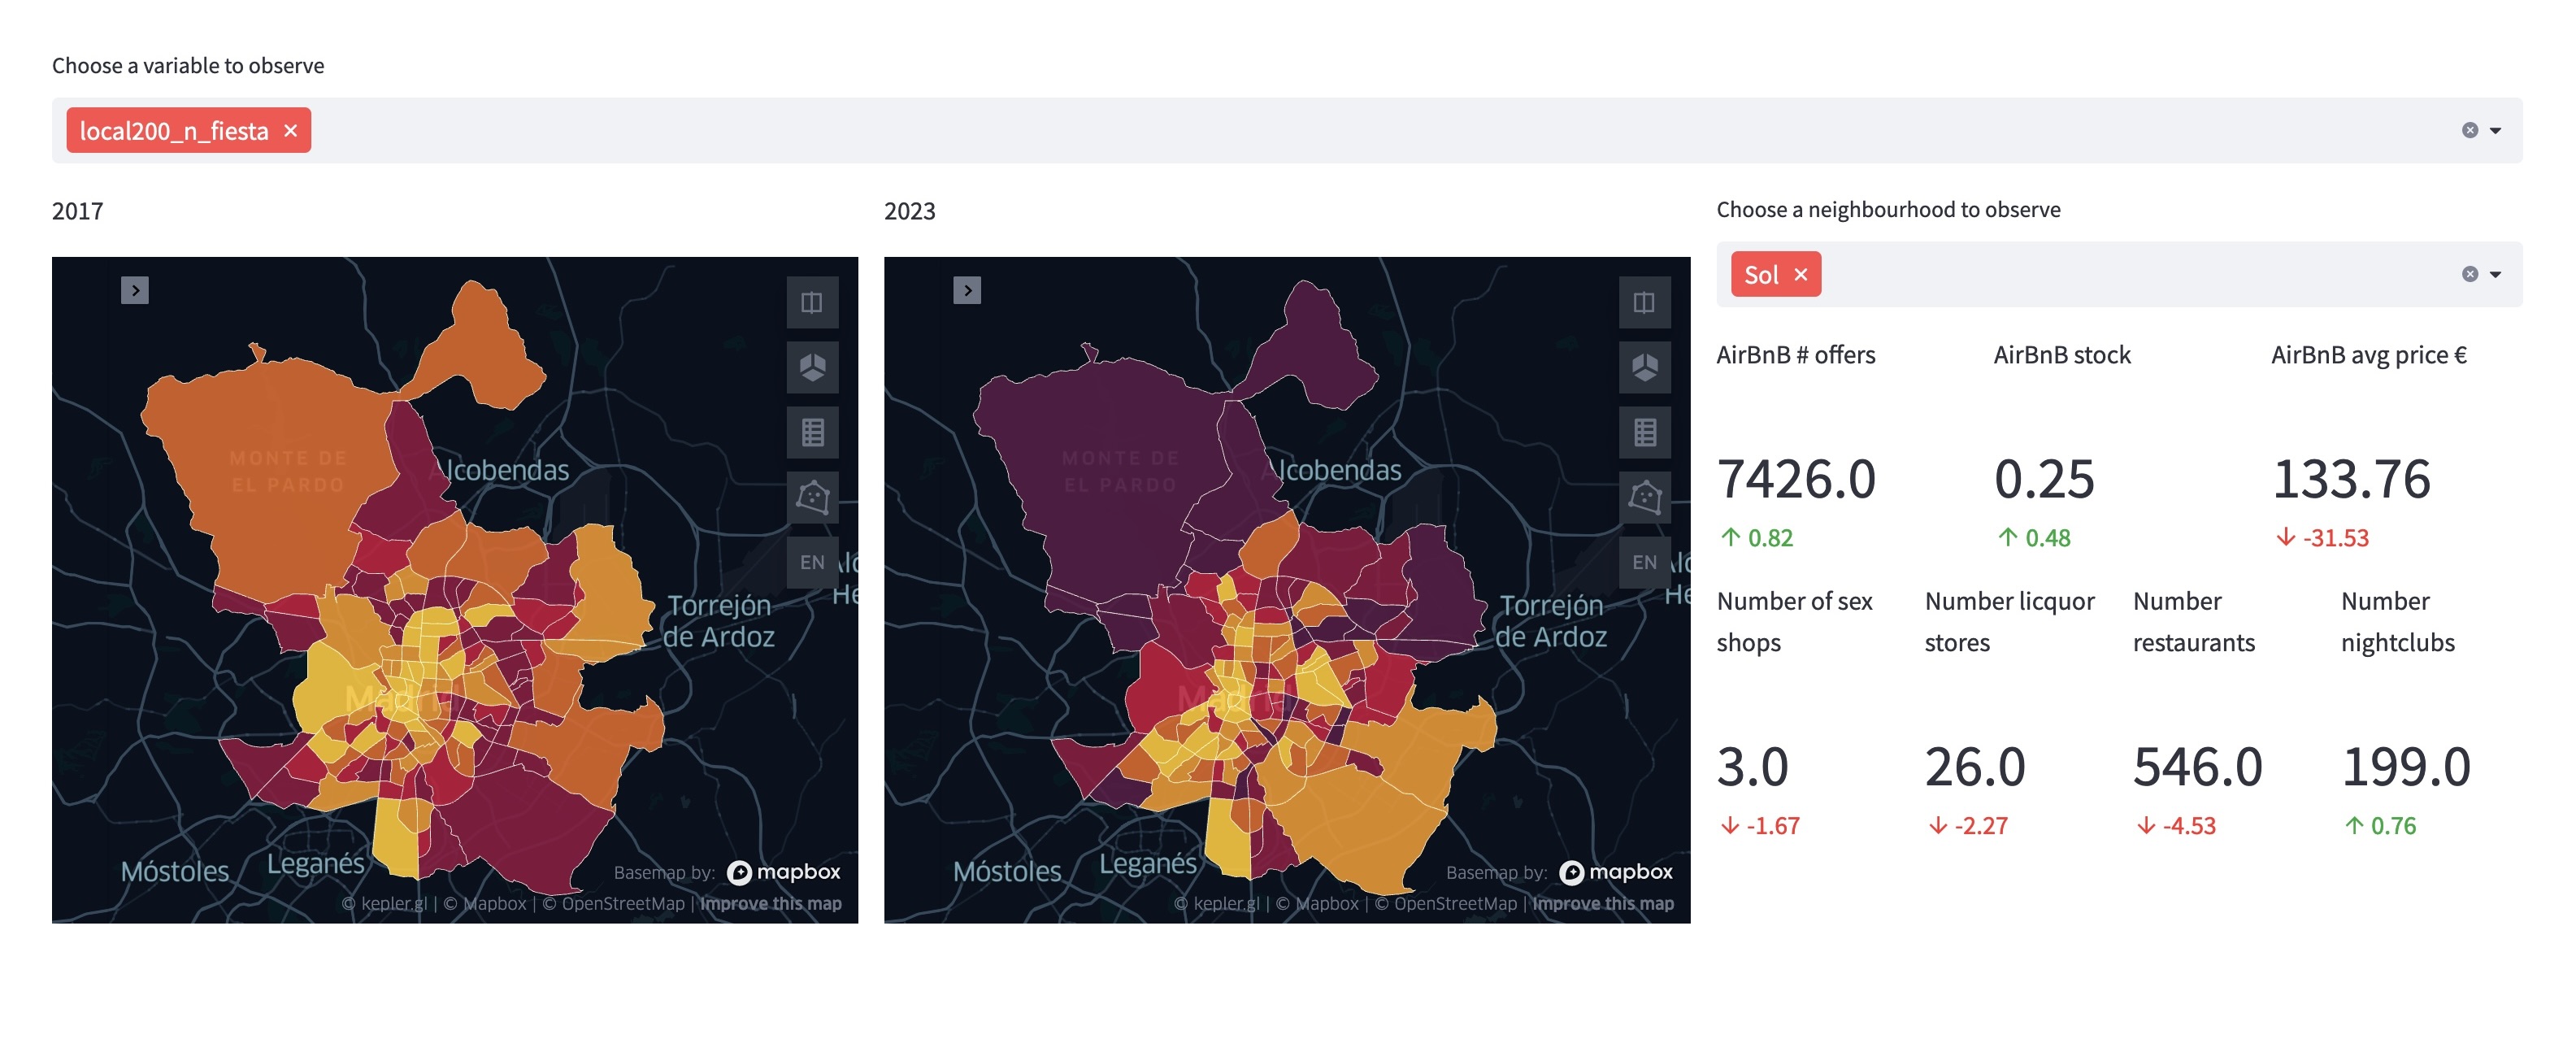 Choose a variable to observe
local200_n_fiesta ×
2017
2023
Choose a neighbourhood to observe
Sol ×
MONTE DE
EL PARDO
Alcobendas
EN
Torrejón
de Ardoz
Madrid
Móstoles
Leganés
Basemap by: mapbox
© kepler.gl | © Mapbox | © OpenStreetMap | Improve this map
MONTE DE
EL PARDO
Alcobendas
EN
Torrejón
de Ardoz
Madrid
Móstoles
Leganés
Basemap by: mapbox
© kepler.gl | © Mapbox | © OpenStreetMap | Improve this map
AirBnB # offers
7426.0
↑ 0.82
AirBnB stock
0.25
↑ 0.48
AirBnB avg price €
133.76
↓ -31.53
Number of sex
shops
3.0
↓ -1.67
Number licquor
stores
26.0
↓ -2.27
Number
restaurants
546.0
↓ -4.53
Number
nightclubs
199.0
↑ 0.76